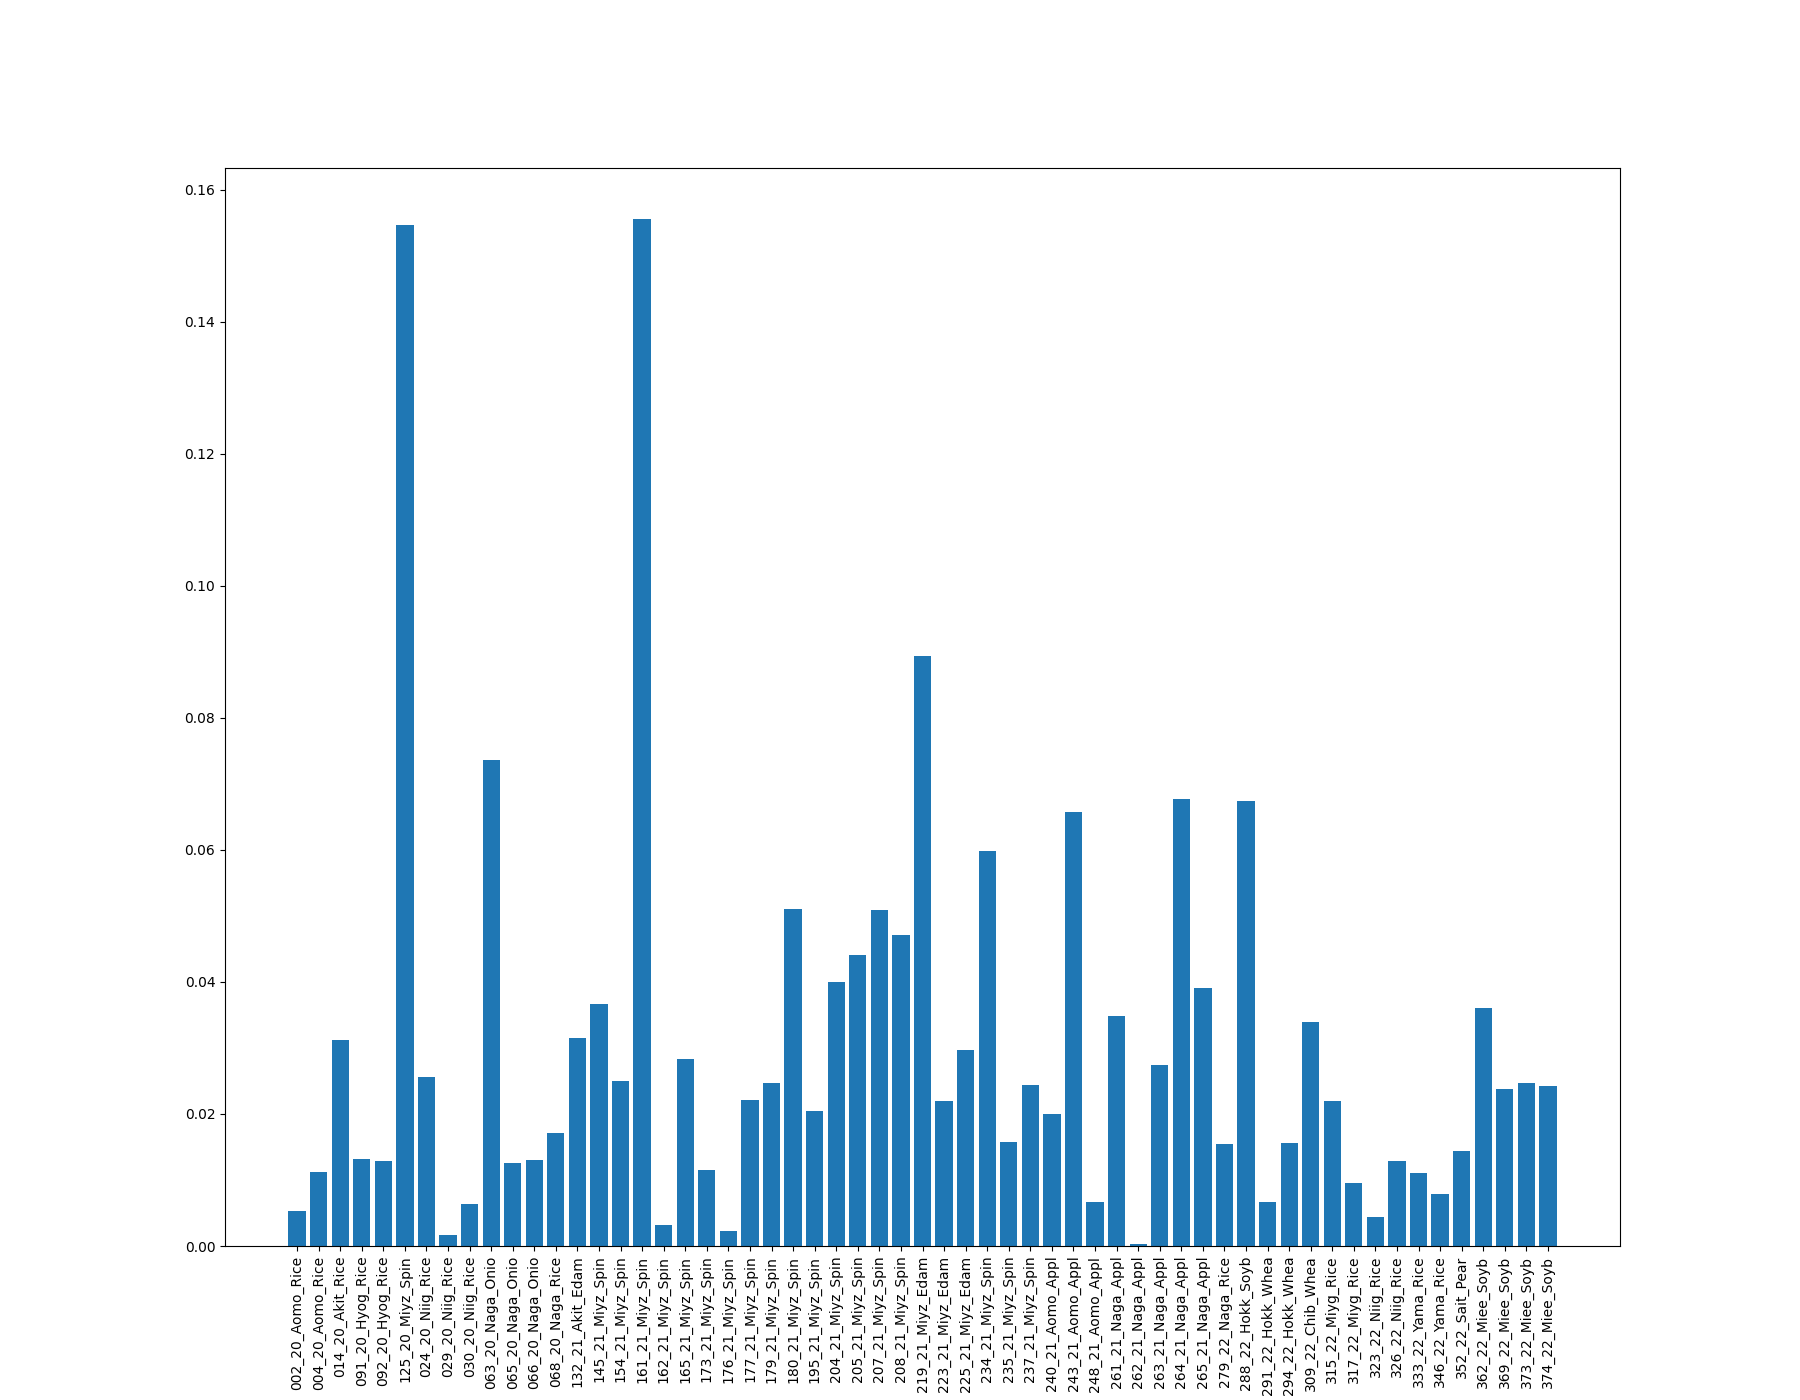 0.16
0.14
0.12
0.10
0.08
0.06
0.04
0.02
0.00
002_20_Aomo_Rice
004_20_Aomo_Rice
014_20_Akit_Rice
091_20_Hyog_Rice
092_20_Hyog_Rice
125_20_Miyz_Spin
024_20_Niig_Rice
029_20_Niig_Rice
030_20_Niig_Rice
063_20_Naga_Onio
065_20_Naga_Onio
066_20_Naga_Onio
068_20_Naga_Rice
132_21_Akit_Edam
145_21_Miyz_Spin
154_21_Miyz_Spin
161_21_Miyz_Spin
162_21_Miyz_Spin
165_21_Miyz_Spin
173_21_Miyz_Spin
176_21_Miyz_Spin
177_21_Miyz_Spin
179_21_Miyz_Spin
180_21_Miyz_Spin
195_21_Miyz_Spin
204_21_Miyz_Spin
205_21_Miyz_Spin
207_21_Miyz_Spin
208_21_Miyz_Spin
219_21_Miyz_Edam
223_21_Miyz_Edam
225_21_Miyz_Edam
234_21_Miyz_Spin
235_21_Miyz_Spin
237_21_Miyz_Spin
240_21_Aomo_Appl
243_21_Aomo_Appl
248_21_Aomo_Appl
261_21_Naga_Appl
262_21_Naga_Appl
263_21_Naga_Appl
264_21_Naga_Appl
265_21_Naga_Appl
279_22_Naga_Rice
288_22_Hokk_Soyb
291_22_Hokk_Whea
294_22_Hokk_Whea
309_22_Chib_Whea
315_22_Miyg_Rice
317_22_Miyg_Rice
323_22_Niig_Rice
326_22_Niig_Rice
333_22_Yama_Rice
346_22_Yama_Rice
352_22_Sait_Pear
362_22_Miee_Soyb
369_22_Miee_Soyb
373_22_Miee_Soyb
374_22_Miee_Soyb